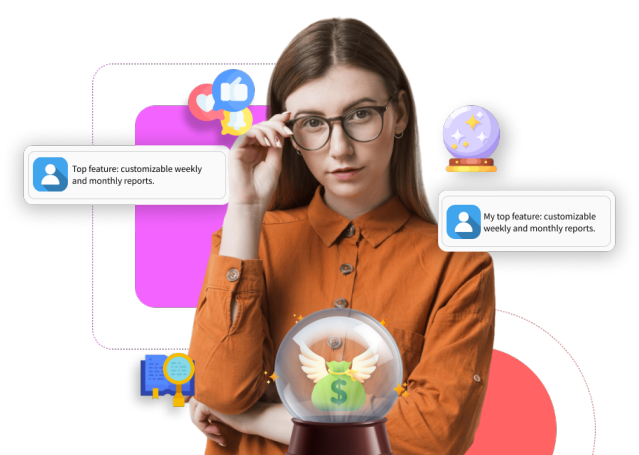 Top feature: customizable weekly
and monthly reports.
My top feature: customizable
weekly and monthly reports.
$